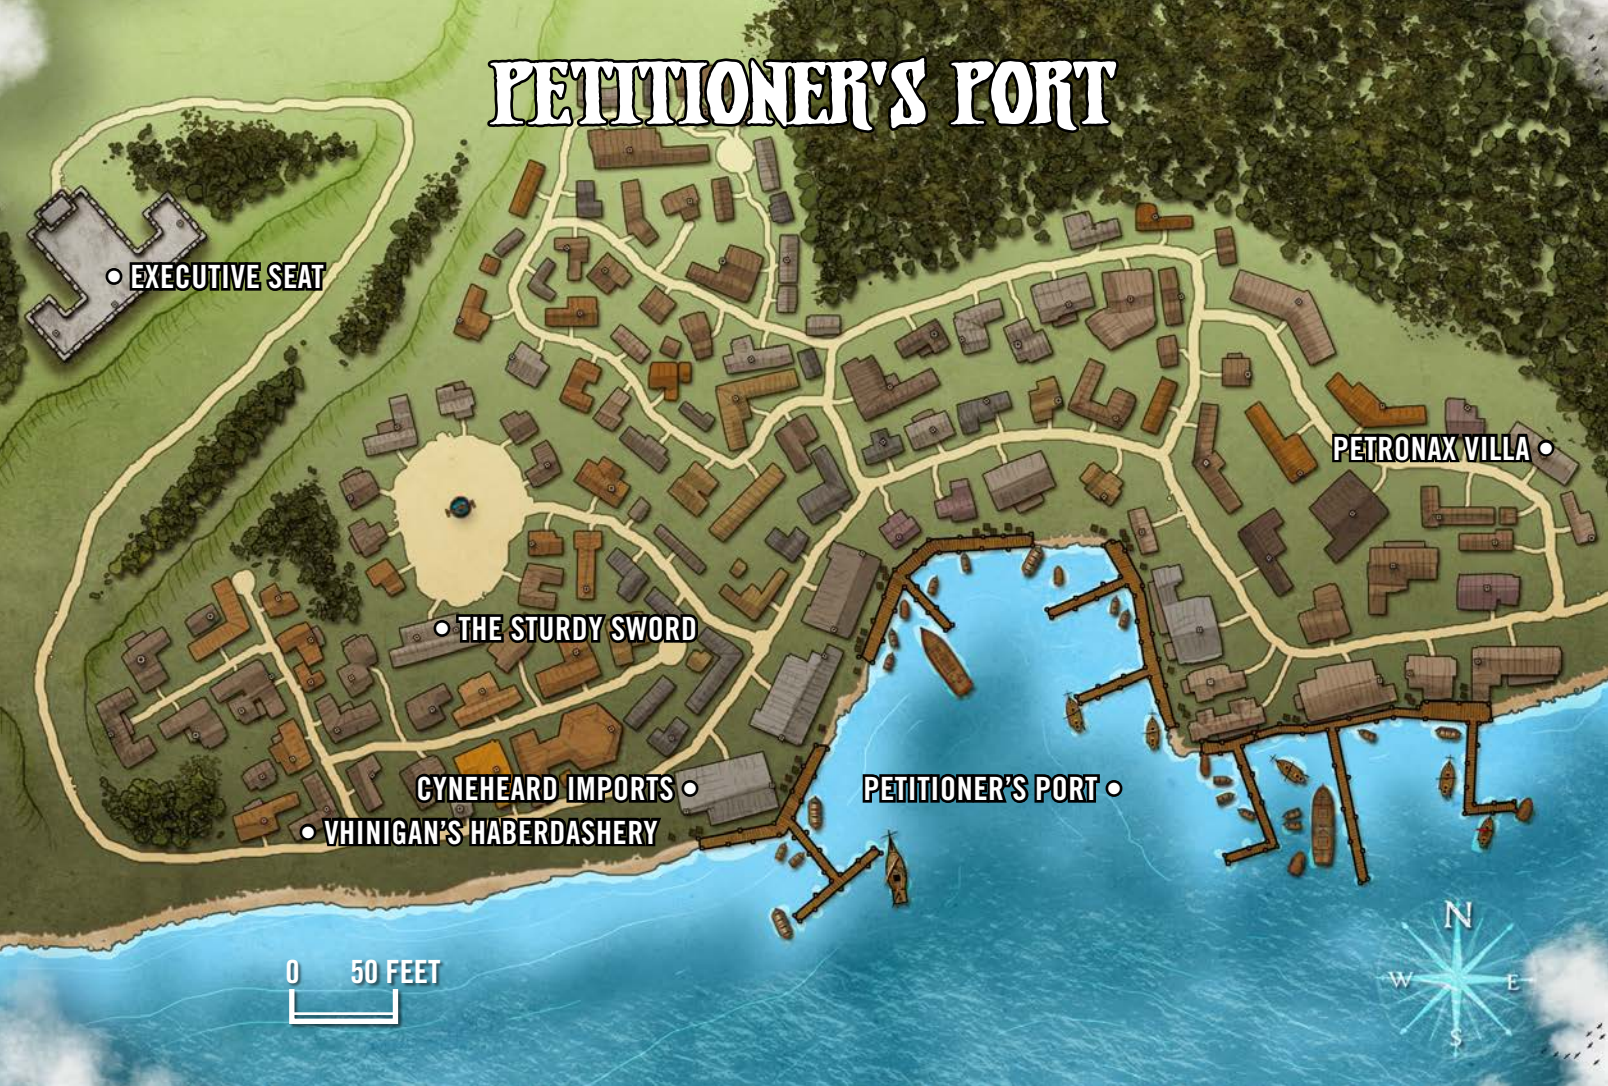 PETITIONER'S PORT
EXECUTIVE SEAT
PETRONAX VILLA
THE STURDY SWORD
CYNEHEARD IMPORTS
PETITIONER'S PORT
VHINIGAN'S HABERDASHERY
N
W E
S
0 50 FEET